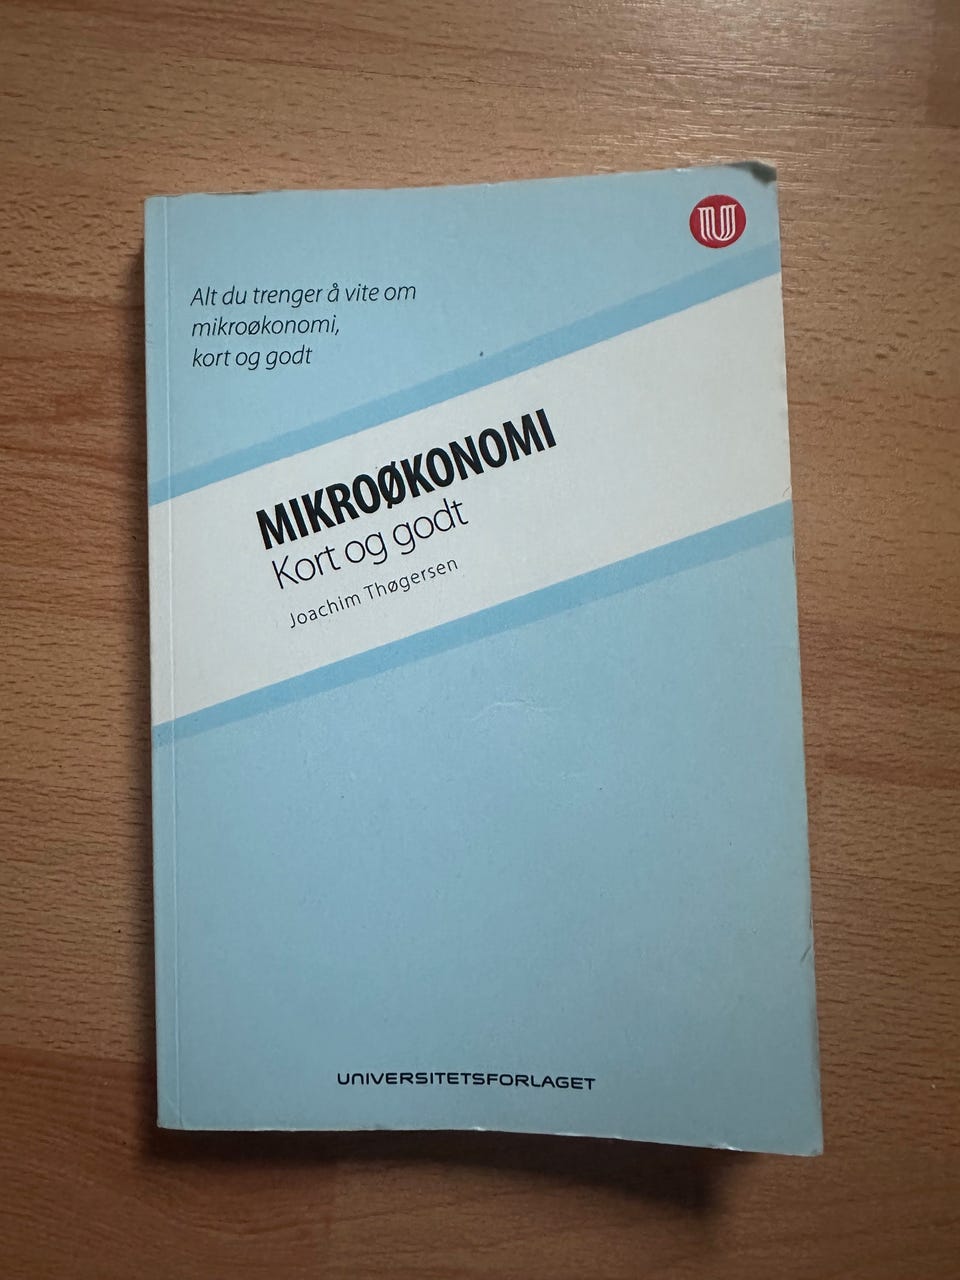 U
Alt du trenger å vite om
mikroøkonomi,
kort og godt
MIKROØKONOMI
Kort og godt
Joachim Thøgersen
UNIVERSITETSFORLAGET